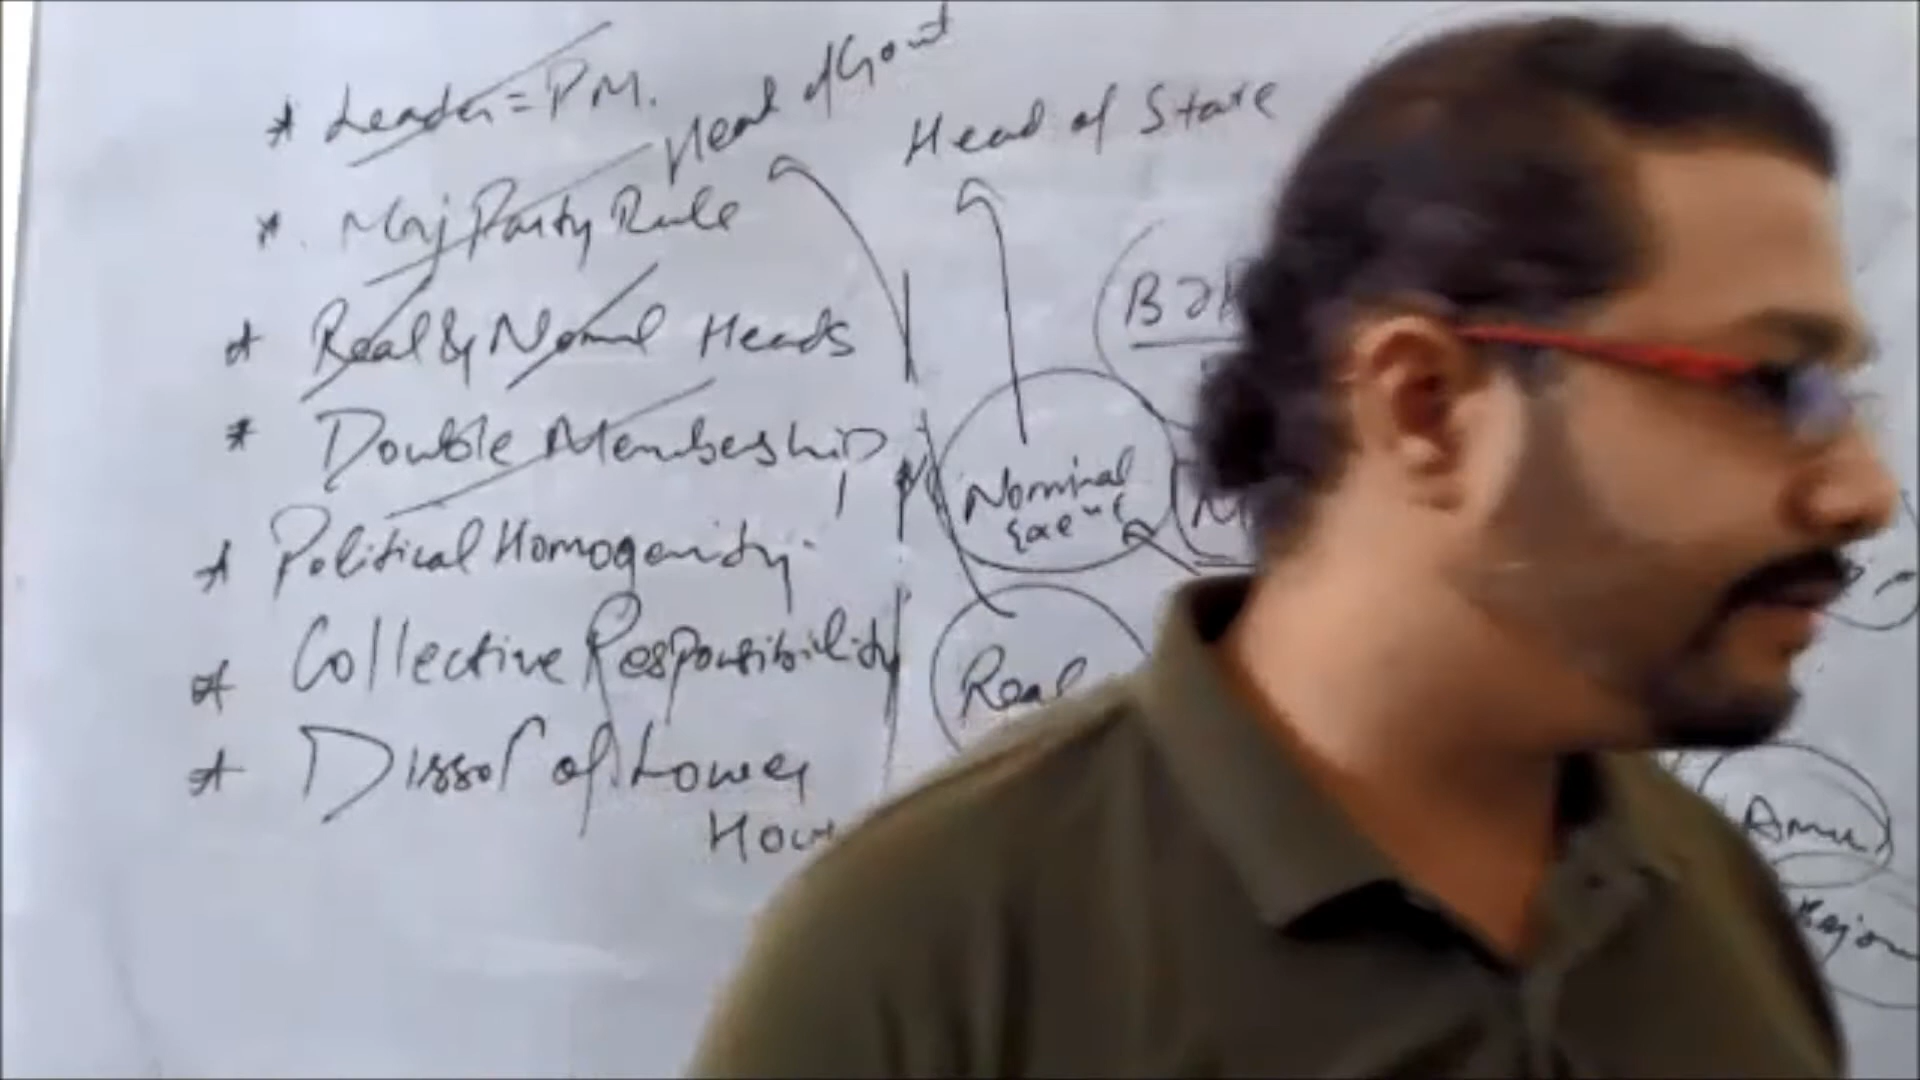 * Leader = PM.
Head of Govt
Head of State
* Maj Party Rule
* Real & Nominal Heads
* Double Membership
* Political Homogenity
* Collective Responsibility
* Dissol of Lower
House
Nominal
Real